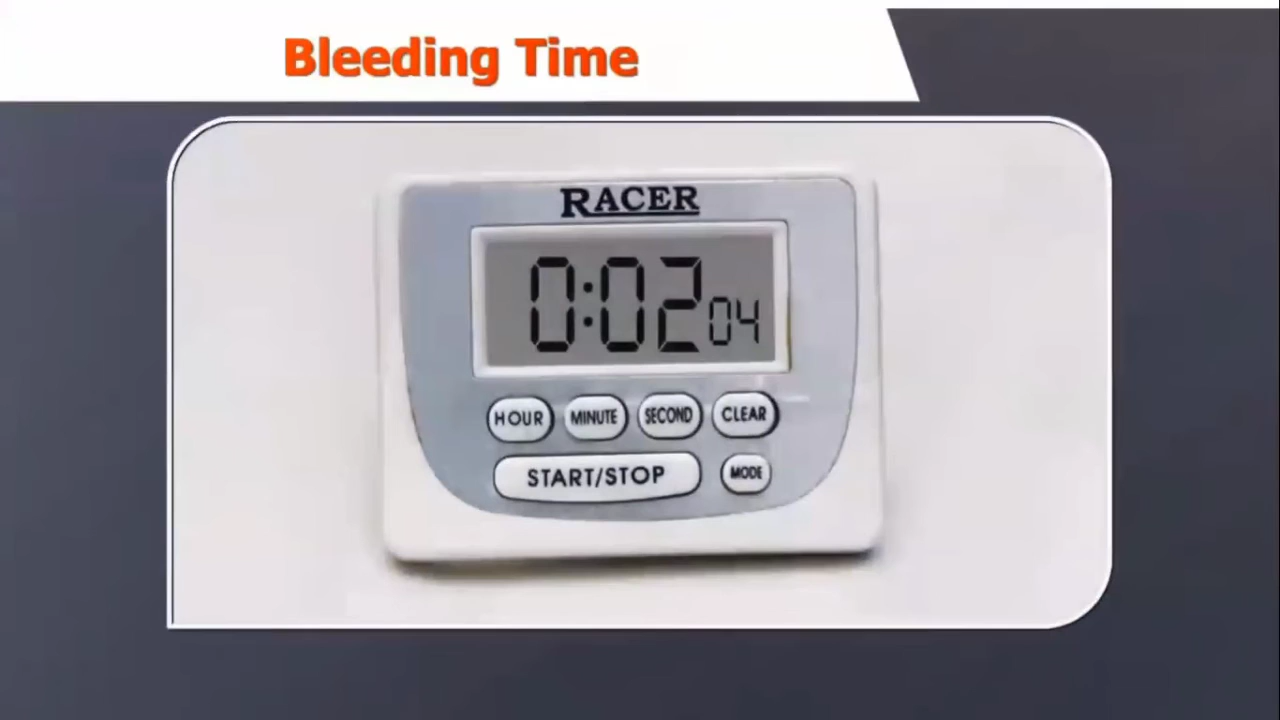 Bleeding Time
RACER
0:02 04
HOUR MINUTE SECOND CLEAR
START/STOP MODE